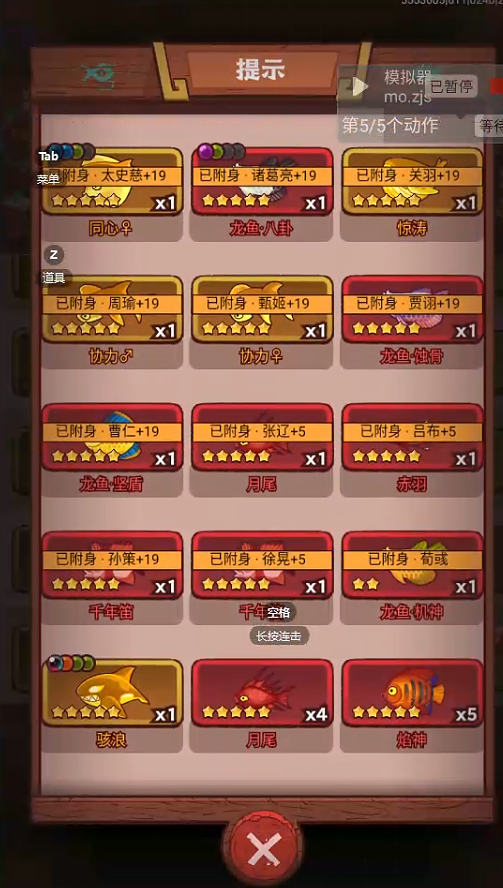 提示
模拟器
mo.zjs
已暂停
第5/5个动作
等待
Tab
菜单
已附身 · 太史慈+19
x1
同心♀
已附身 · 诸葛亮+19
x1
龙鱼·八卦
已附身 · 关羽+19
x1
惊涛
Z
道具
已附身 · 周瑜+19
x1
协力♂
已附身 · 甄姬+19
x1
协力♀
已附身 · 贾诩+19
x1
龙鱼·蚀骨
已附身 · 曹仁+19
x1
龙鱼·坚盾
已附身 · 张辽+5
x1
月尾
已附身 · 吕布+5
x1
赤羽
已附身 · 孙策+19
x1
千年笛
已附身 · 徐晃+5
x1
千年
空格
长按连击
已附身 · 荀彧
x1
龙鱼·机神
x1
骇浪
x4
月尾
x5
焰神